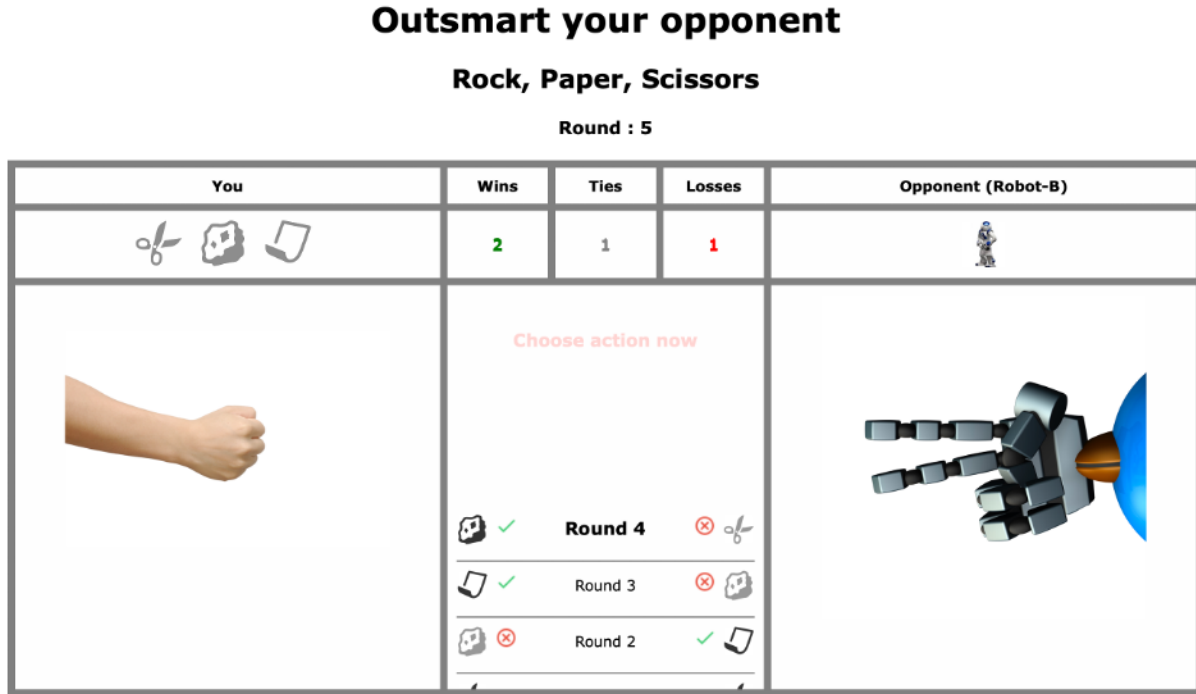 Outsmart your opponent
Rock, Paper, Scissors
Round : 5
You Wins Ties Losses Opponent (Robot-B)
2 1 1
Choose action now
Round 4
Round 3
Round 2